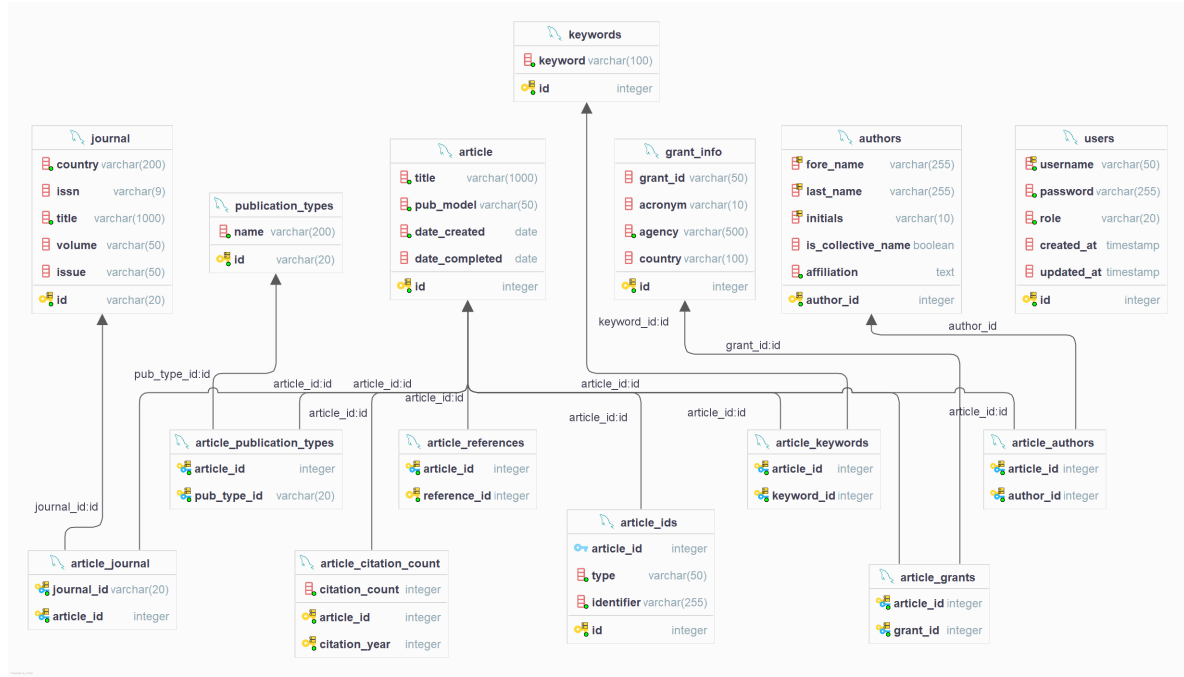 keywords
keyword varchar(100)
id integer
journal
country varchar(200)
issn varchar(9)
title varchar(1000)
volume varchar(50)
issue varchar(50)
id varchar(20)
publication_types
name varchar(200)
id varchar(20)
article
title varchar(1000)
pub_model varchar(50)
date_created date
date_completed date
id integer
grant_info
grant_id varchar(50)
acronym varchar(10)
agency varchar(500)
country varchar(100)
id integer
authors
fore_name varchar(255)
last_name varchar(255)
initials varchar(10)
is_collective_name boolean
affiliation text
author_id integer
users
username varchar(50)
password varchar(255)
role varchar(20)
created_at timestamp
updated_at timestamp
id integer
keyword_id:id
author_id
grant_id:id
pub_type_id:id
article_id:id
article_id:id
article_id:id
article_id:id
article_id:id
article_id:id
article_id:id
article_id:id
article_publication_types
article_id integer
pub_type_id varchar(20)
article_references
article_id integer
reference_id integer
article_keywords
article_id integer
keyword_id integer
article_authors
article_id integer
author_id integer
journal_id:id
article_ids
article_id integer
type varchar(50)
identifier varchar(255)
id integer
article_journal
journal_id varchar(20)
article_id integer
article_citation_count
citation_count integer
article_id integer
citation_year integer
article_grants
article_id integer
grant_id integer